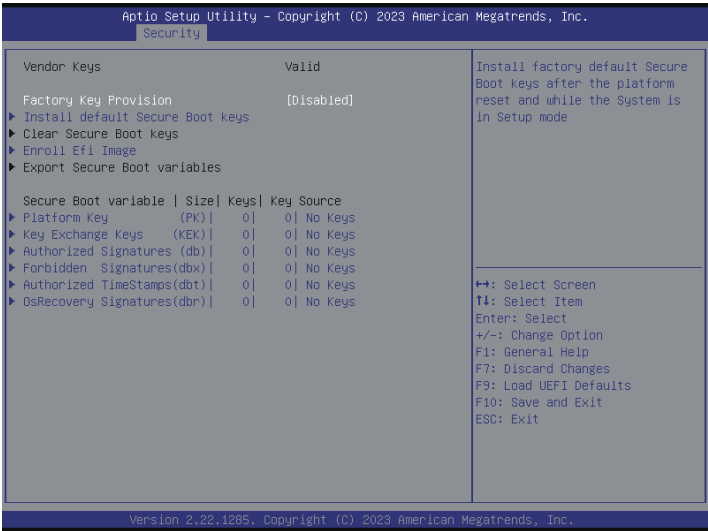 Aptio Setup Utility – Copyright (C) 2023 American Megatrends, Inc.
Security
Vendor Keys Valid
Factory Key Provision [Disabled]
Install default Secure Boot keys
Clear Secure Boot keys
Enroll Efi Image
Export Secure Boot variables
Secure Boot variable | Size| Keys| Key Source
Platform Key (PK)| 0| 0| No Keys
Key Exchange Keys (KEK)| 0| 0| No Keys
Authorized Signatures (db)| 0| 0| No Keys
Forbidden Signatures(dbx)| 0| 0| No Keys
Authorized TimeStamps(dbt)| 0| 0| No Keys
OsRecovery Signatures(dbr)| 0| 0| No Keys
Install factory default Secure
Boot keys after the platform
reset and while the System is
in Setup mode
↔: Select Screen
↑↓: Select Item
Enter: Select
+/-: Change Option
F1: General Help
F7: Discard Changes
F9: Load UEFI Defaults
F10: Save and Exit
ESC: Exit
Version 2.22.1285. Copyright (C) 2023 American Megatrends, Inc.